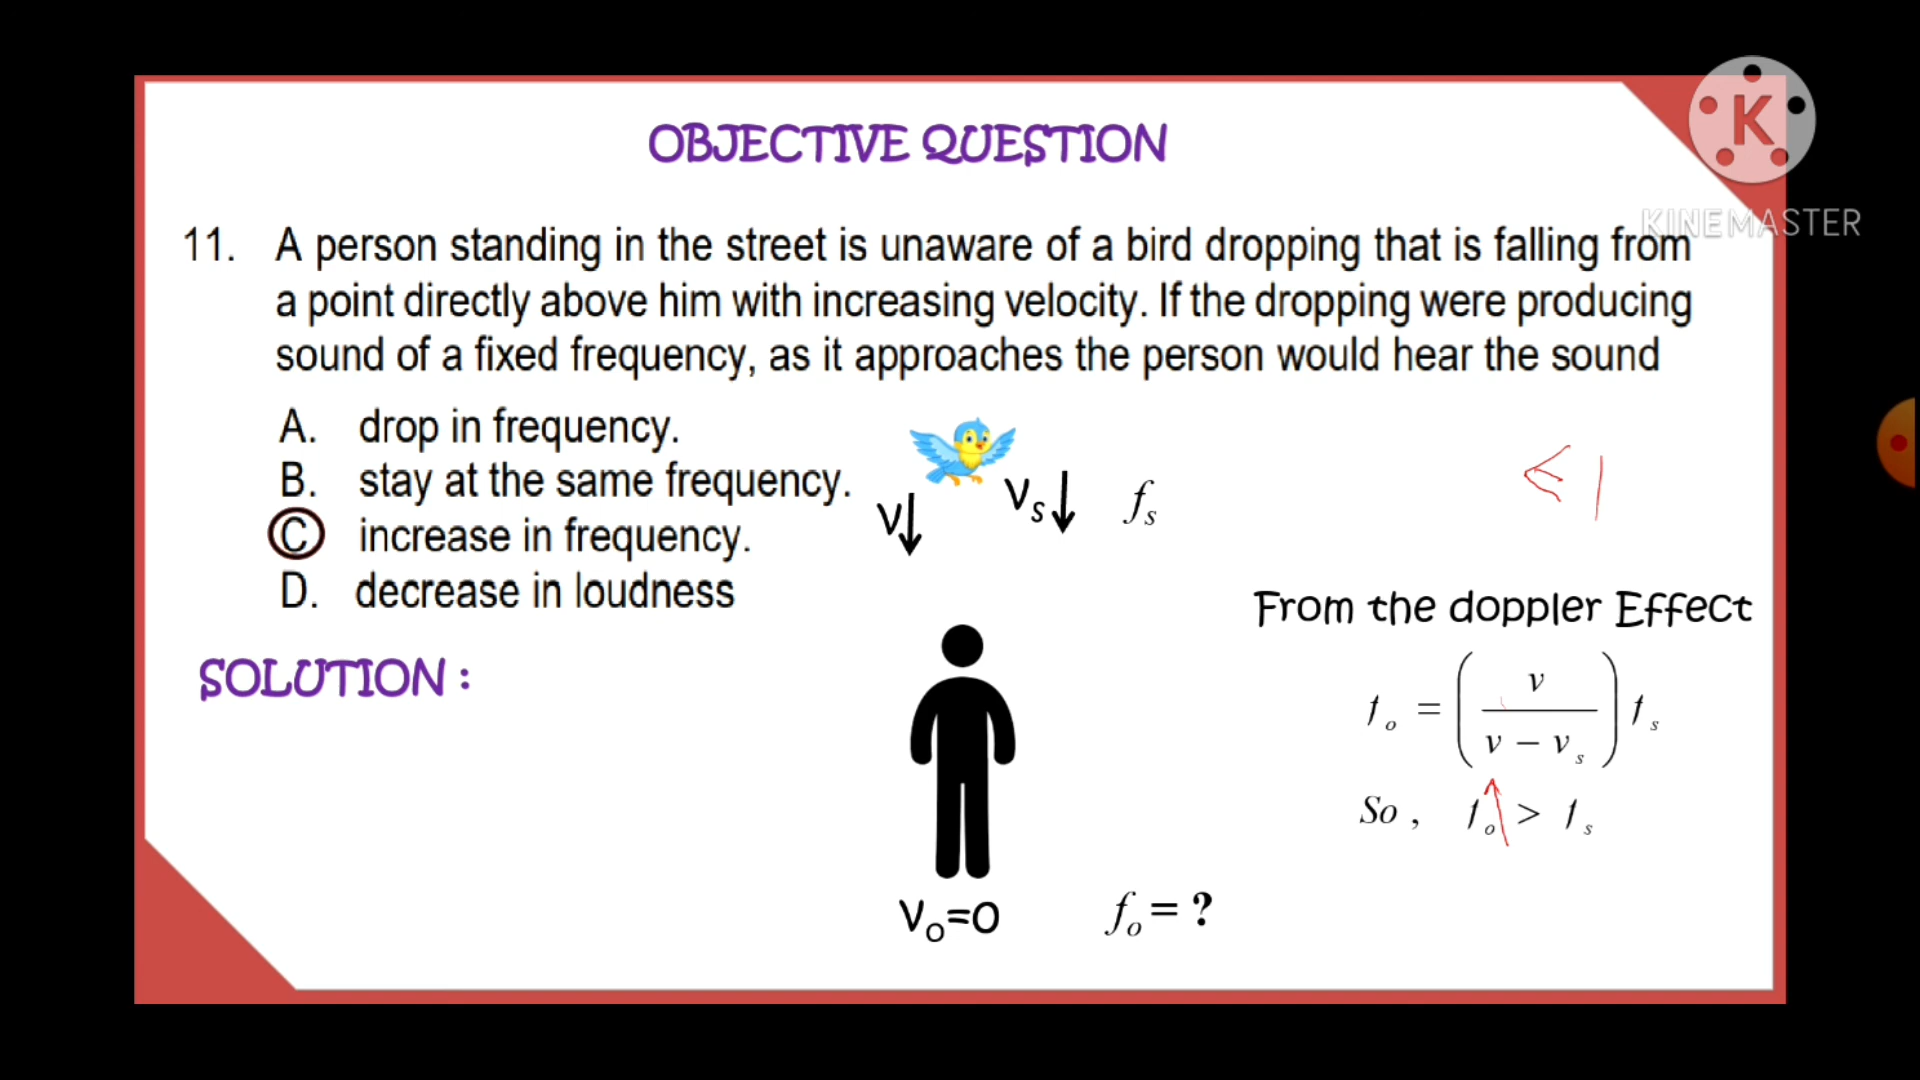 OBJECTIVE QUESTION
K
KINEMASTER
11. A person standing in the street is unaware of a bird dropping that is falling from
a point directly above him with increasing velocity. If the dropping were producing
sound of a fixed frequency, as it approaches the person would hear the sound
A. drop in frequency.
B. stay at the same frequency.
C increase in frequency.
D. decrease in loudness
v↓
vs↓ fs
< 1
From the doppler Effect
fo = ( v / v − vs ) fs
So , fo > fs
SOLUTION :
vo=0 fo = ?